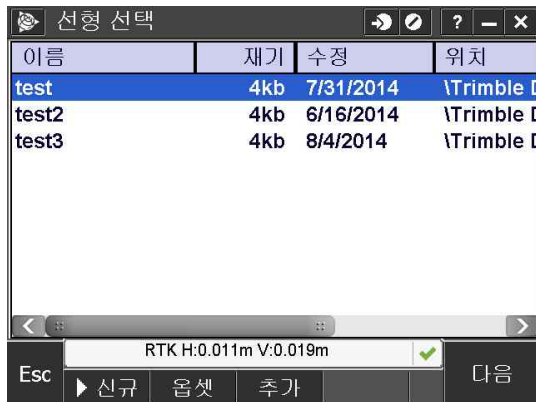 선형 선택
? – ×
이름 재기 수정 위치
test 4kb 7/31/2014 \Trimble D
test2 4kb 6/16/2014 \Trimble D
test3 4kb 8/4/2014 \Trimble D
RTK H:0.011m V:0.019m
Esc 신규 옵셋 추가 다음